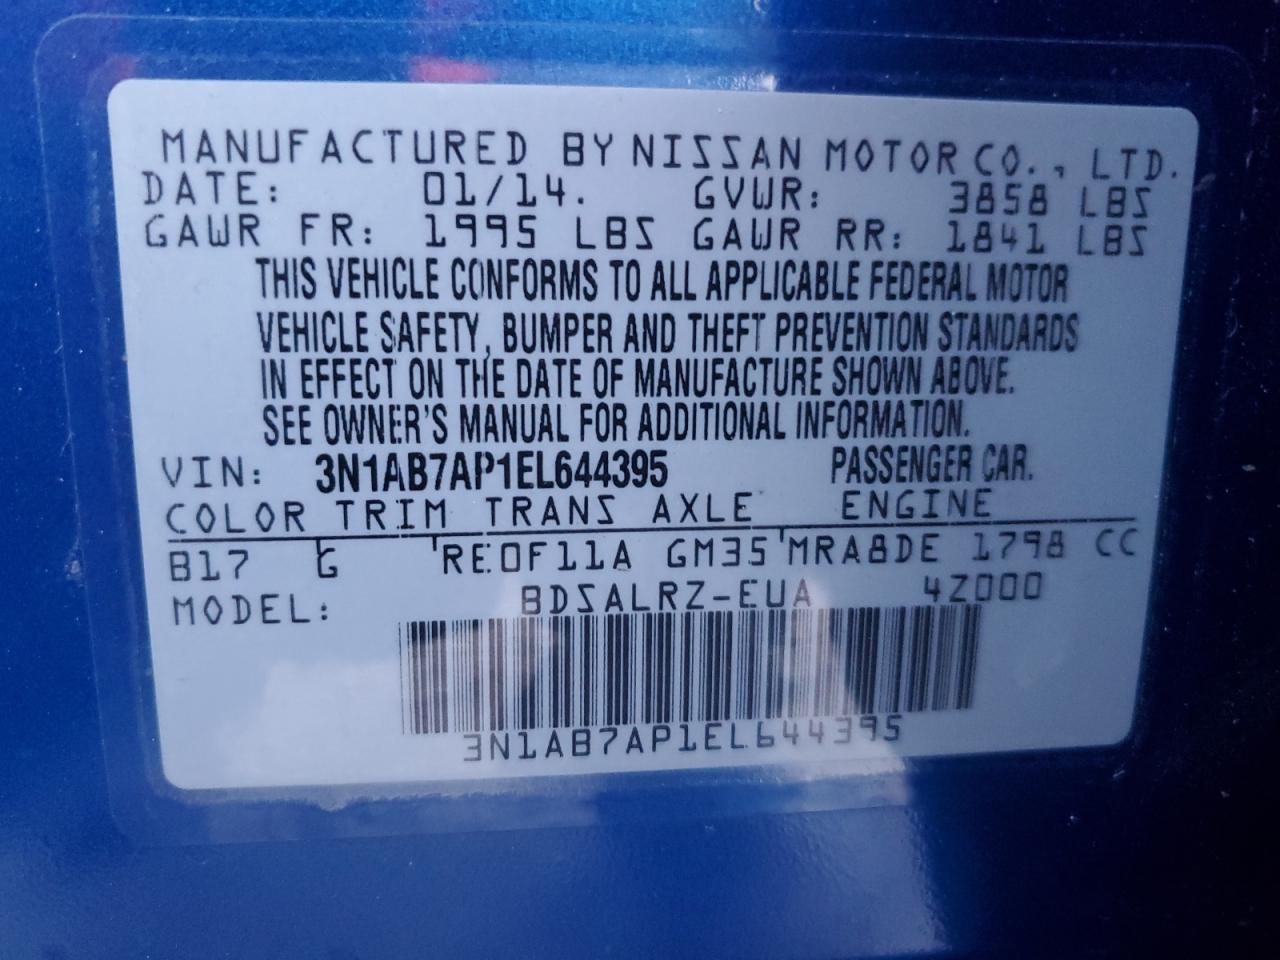 MANUFACTURED BY NISSAN MOTOR CO., LTD.
DATE: 01/14. GVWR: 3858 LBS
GAWR FR: 1995 LBS GAWR RR: 1841 LBS
THIS VEHICLE CONFORMS TO ALL APPLICABLE FEDERAL MOTOR
VEHICLE SAFETY, BUMPER AND THEFT PREVENTION STANDARDS
IN EFFECT ON THE DATE OF MANUFACTURE SHOWN ABOVE.
SEE OWNER'S MANUAL FOR ADDITIONAL INFORMATION.
VIN: 3N1AB7AP1EL644395 PASSENGER CAR.
COLOR TRIM TRANS AXLE ENGINE
B17 G RE0F11A GM35 MRA8DE 1798 CC
MODEL: BDSALRZ-EUA 4Z000
3N1AB7AP1EL644395